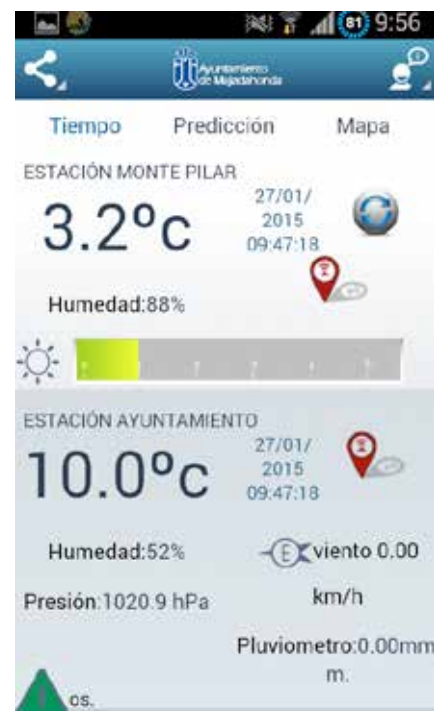 81 9:56
Ayuntamiento
de Majadahonda
Tiempo Predicción Mapa
ESTACIÓN MONTE PILAR
3.2ºc
27/01/
2015
09:47:18
Humedad:88%
ESTACIÓN AYUNTAMIENTO
10.0ºc
27/01/
2015
09:47:18
Humedad:52%
E viento 0.00
km/h
Presión:1020.9 hPa
Pluviometro:0.00mm
m.
os.